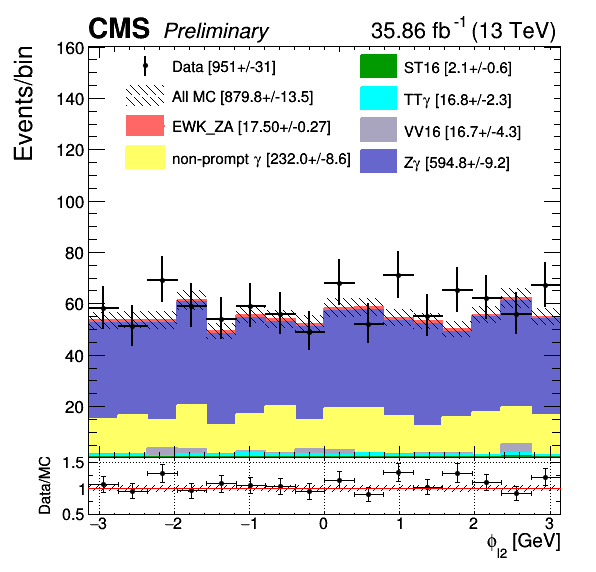 CMS Preliminary 35.86 fb⁻¹ (13 TeV)
Events/bin
160
140
120
100
80
60
40
20
Data [951+/-31]
All MC [879.8+/-13.5]
EWK_ZA [17.50+/-0.27]
non-prompt γ [232.0+/-8.6]
ST16 [2.1+/-0.6]
TTγ [16.8+/-2.3]
VV16 [16.7+/-4.3]
Zγ [594.8+/-9.2]
Data/MC
1.5
1
0.5
−3 −2 −1 0 1 2 3
ϕl2 [GeV]